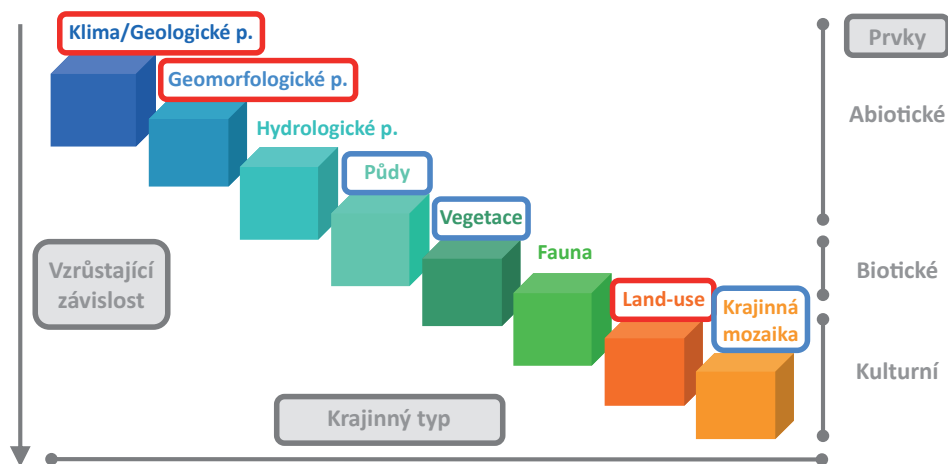 Klima/Geologické p.
Prvky
Geomorfologické p.
Abiotické
Hydrologické p.
Půdy
Vegetace
Vzrůstající
závislost
Fauna
Biotické
Land-use
Krajinná
mozaika
Kulturní
Krajinný typ